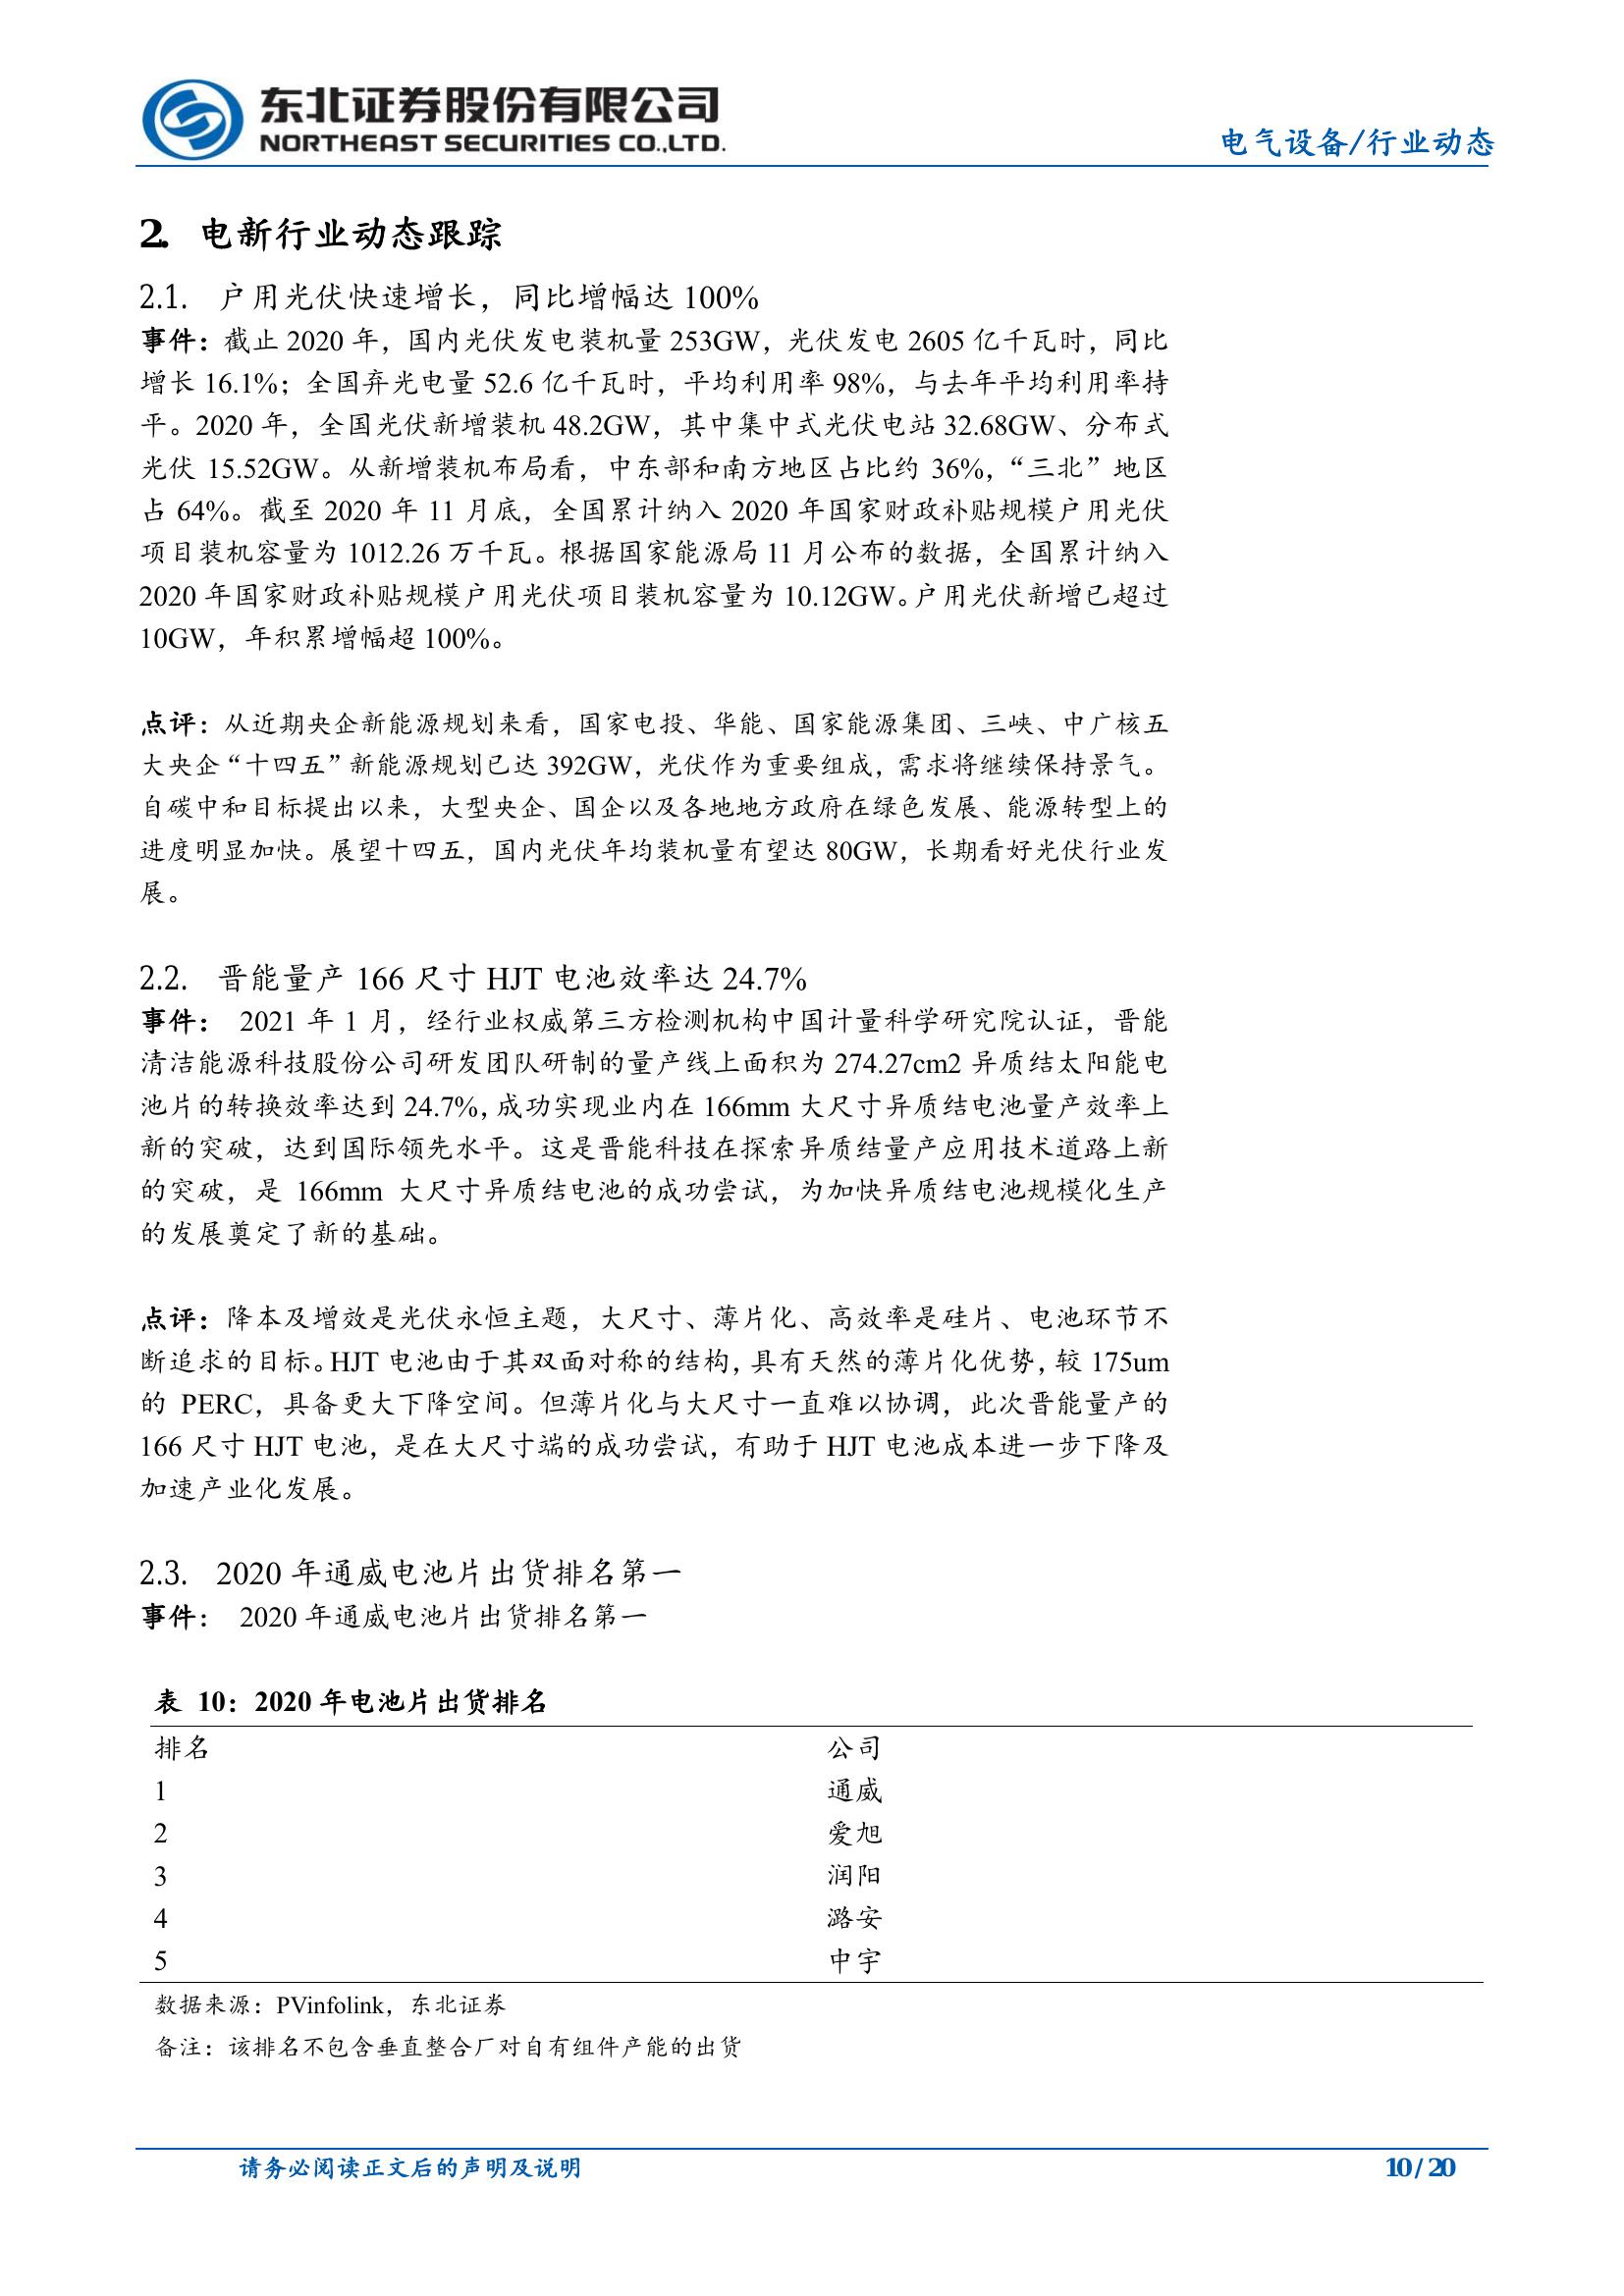 东北证券股份有限公司
NORTHEAST SECURITIES CO.,LTD.
电气设备/行业动态
2. 电新行业动态跟踪
2.1. 户用光伏快速增长，同比增幅达 100%
事件：截止 2020 年，国内光伏发电装机量 253GW，光伏发电 2605 亿千瓦时，同比
增长 16.1%；全国弃光电量 52.6 亿千瓦时，平均利用率 98%，与去年平均利用率持
平。2020 年，全国光伏新增装机 48.2GW，其中集中式光伏电站 32.68GW、分布式
光伏 15.52GW。从新增装机布局看，中东部和南方地区占比约 36%，“三北”地区
占 64%。截至 2020 年 11 月底，全国累计纳入 2020 年国家财政补贴规模户用光伏
项目装机容量为 1012.26 万千瓦。根据国家能源局 11 月公布的数据，全国累计纳入
2020 年国家财政补贴规模户用光伏项目装机容量为 10.12GW。户用光伏新增已超过
10GW，年积累增幅超 100%。
点评：从近期央企新能源规划来看，国家电投、华能、国家能源集团、三峡、中广核五
大央企“十四五”新能源规划已达 392GW，光伏作为重要组成，需求将继续保持景气。
自碳中和目标提出以来，大型央企、国企以及各地地方政府在绿色发展、能源转型上的
进度明显加快。展望十四五，国内光伏年均装机量有望达 80GW，长期看好光伏行业发
展。
2.2. 晋能量产 166 尺寸 HJT 电池效率达 24.7%
事件： 2021 年 1 月，经行业权威第三方检测机构中国计量科学研究院认证，晋能
清洁能源科技股份公司研发团队研制的量产线上面积为 274.27cm2 异质结太阳能电
池片的转换效率达到 24.7%，成功实现业内在 166mm 大尺寸异质结电池量产效率上
新的突破，达到国际领先水平。这是晋能科技在探索异质结量产应用技术道路上新
的突破，是 166mm 大尺寸异质结电池的成功尝试，为加快异质结电池规模化生产
的发展奠定了新的基础。
点评：降本及增效是光伏永恒主题，大尺寸、薄片化、高效率是硅片、电池环节不
断追求的目标。HJT 电池由于其双面对称的结构，具有天然的薄片化优势，较 175um
的 PERC，具备更大下降空间。但薄片化与大尺寸一直难以协调，此次晋能量产的
166 尺寸 HJT 电池，是在大尺寸端的成功尝试，有助于 HJT 电池成本进一步下降及
加速产业化发展。
2.3. 2020 年通威电池片出货排名第一
事件： 2020 年通威电池片出货排名第一
表 10：2020 年电池片出货排名
排名 公司
1 通威
2 爱旭
3 润阳
4 潞安
5 中宇
数据来源：PVinfolink，东北证券
备注：该排名不包含垂直整合厂对自有组件产能的出货
请务必阅读正文后的声明及说明 10 / 20